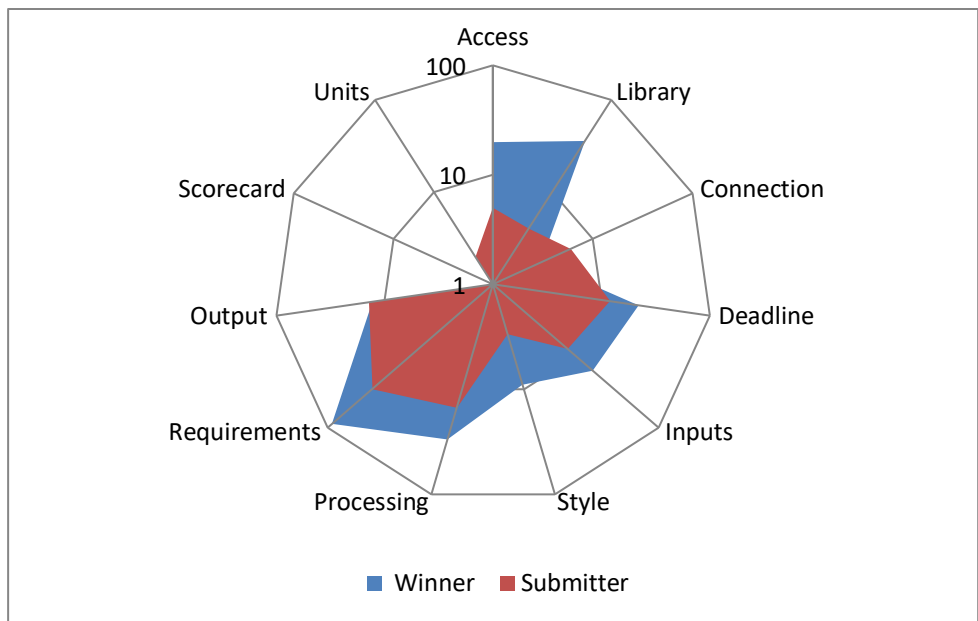 Access
100
Units
Library
10
Scorecard
Connection
1
Output
Deadline
Requirements
Inputs
Processing
Style
Winner
Submitter